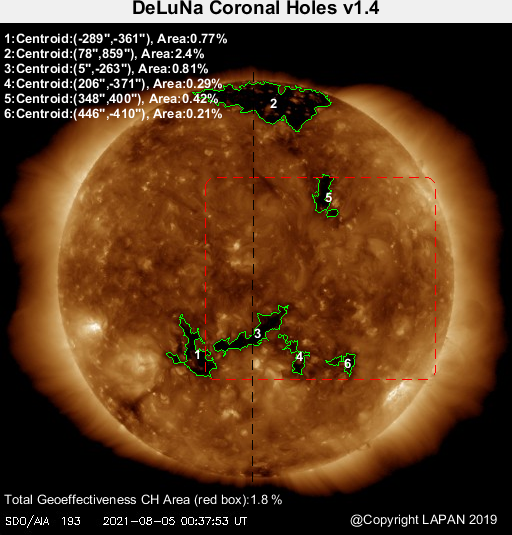 DeLuNa Coronal Holes v1.4
1:Centroid:(-289",-361"), Area:0.77%
2:Centroid:(78",859"), Area:2.4%
3:Centroid:(5",-263"), Area:0.81%
4:Centroid:(206",-371"), Area:0.29%
5:Centroid:(348",400"), Area:0.42%
6:Centroid:(446",-410"), Area:0.21%
2
5
3
1
4
6
Total Geoeffectiveness CH Area (red box):1.8 %
SDO/AIA 193 2021-08-05 00:37:53 UT
@Copyright LAPAN 2019